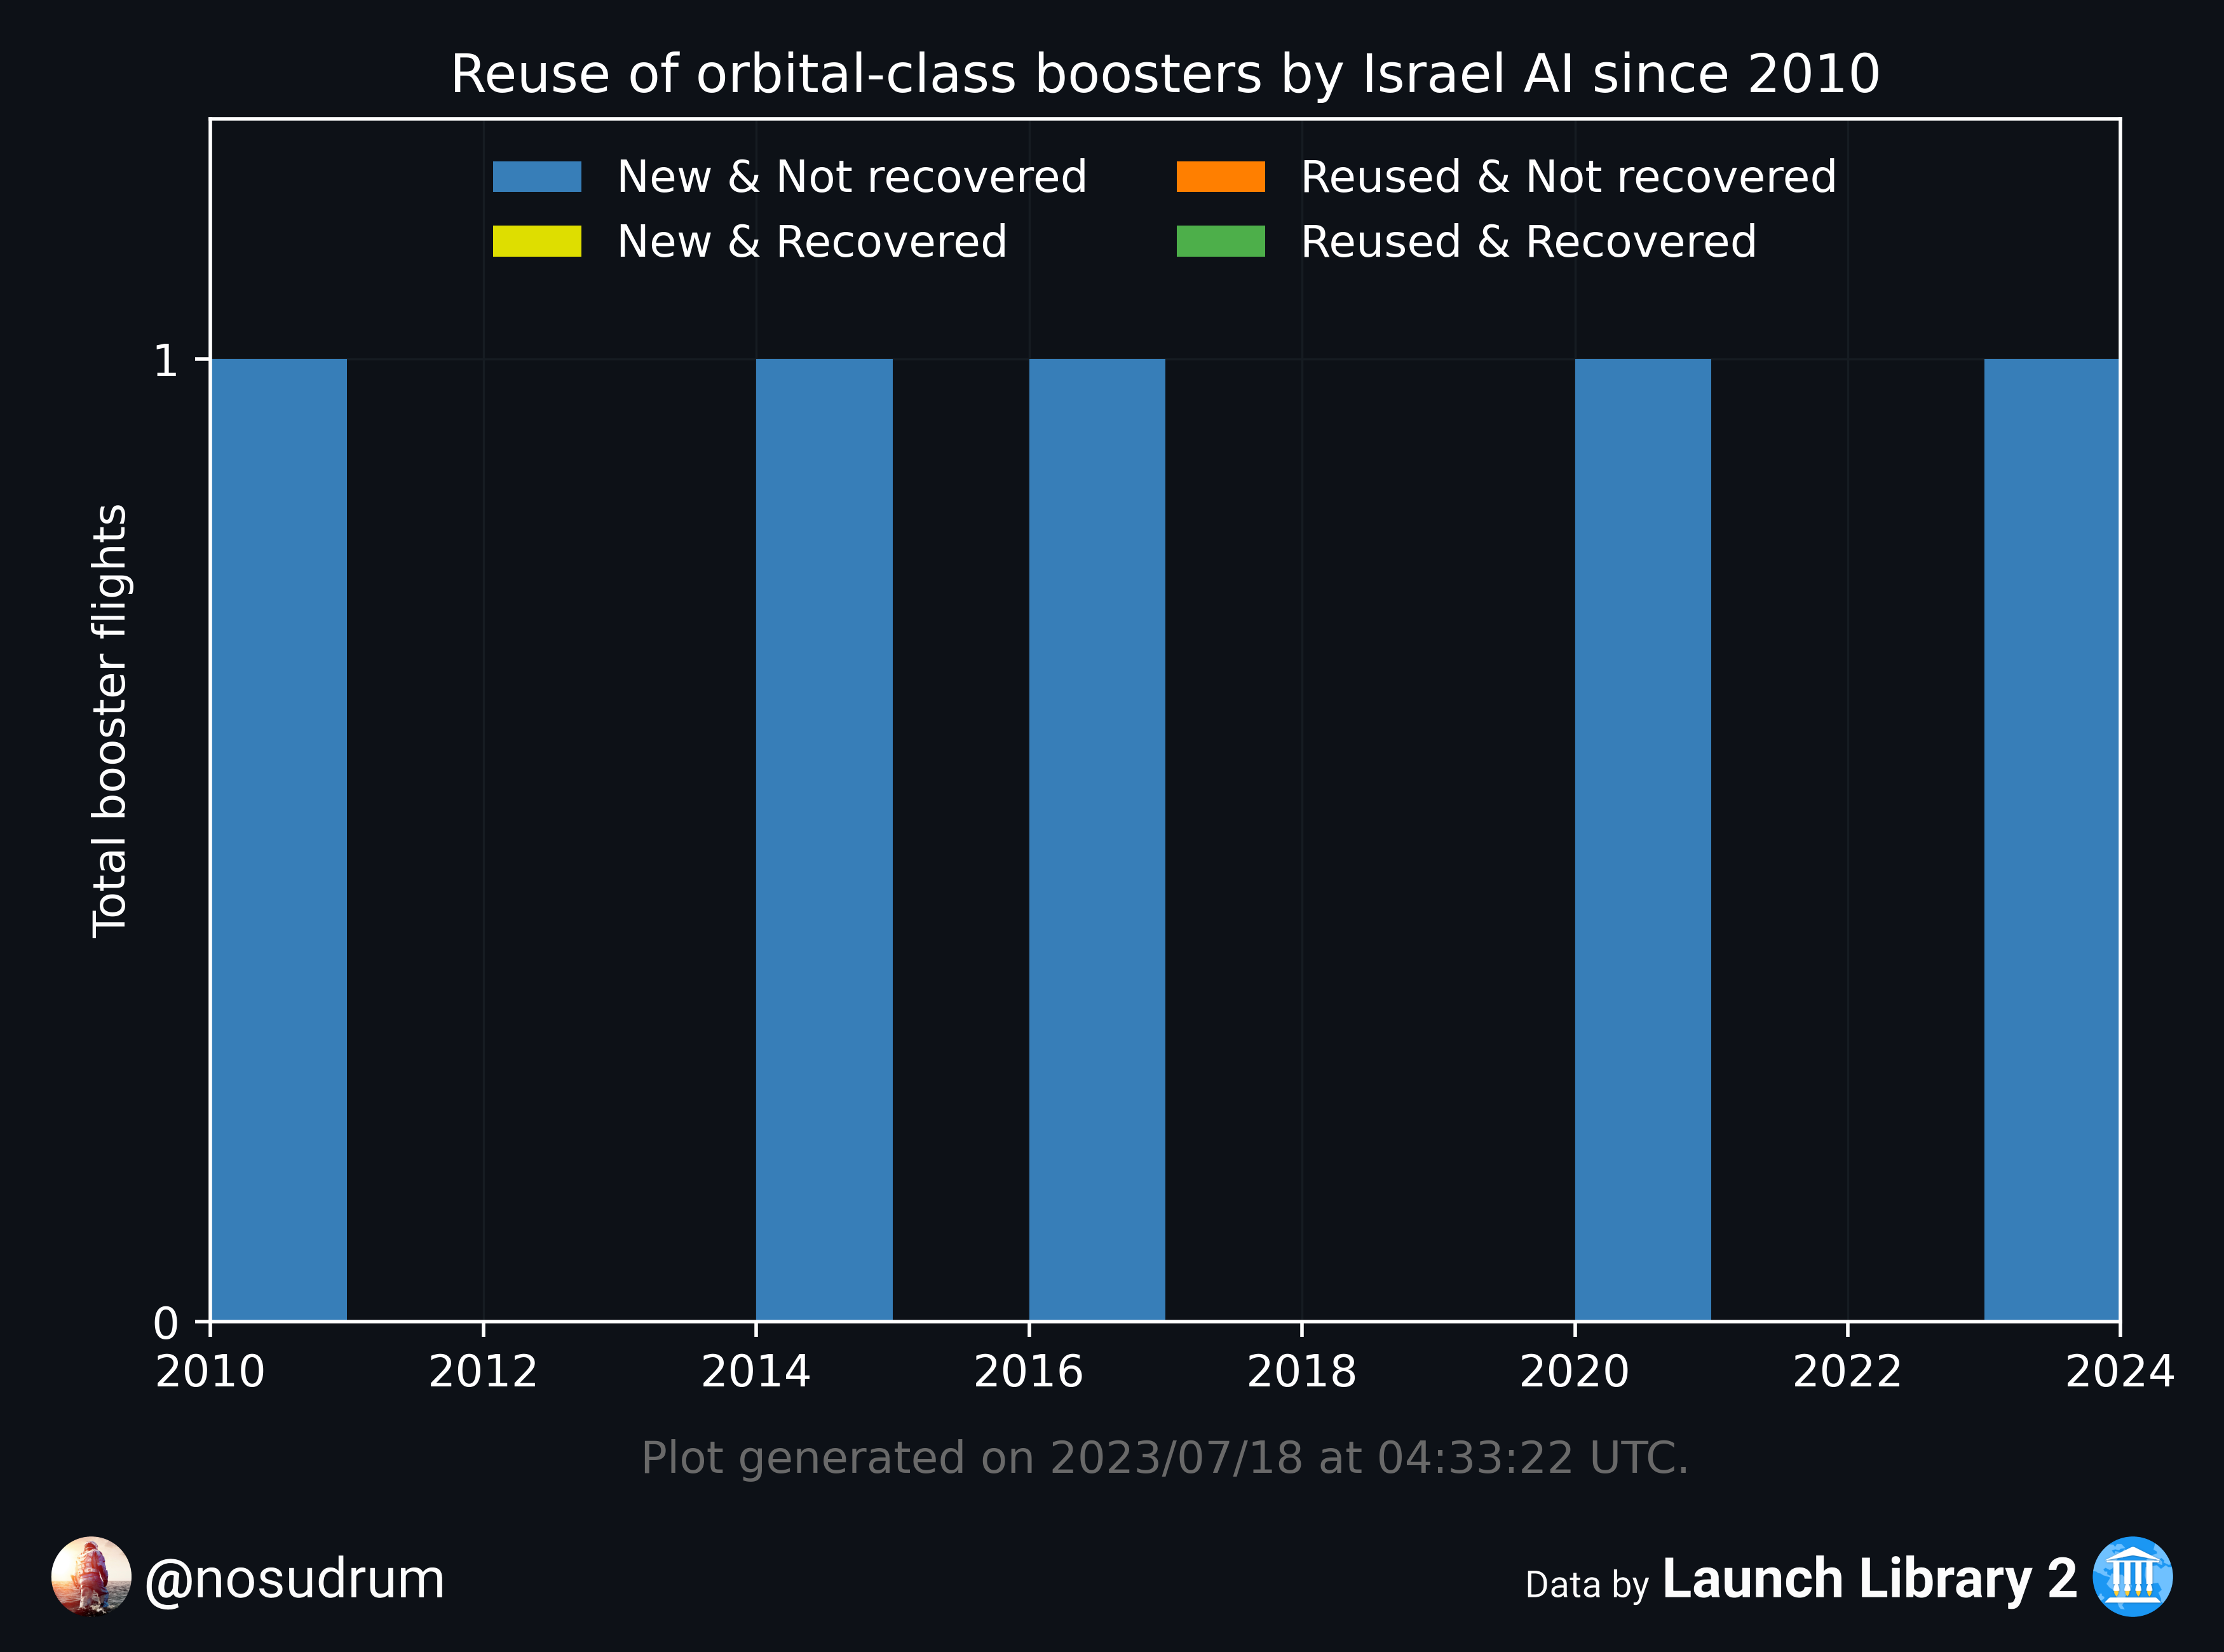 Reuse of orbital-class boosters by Israel AI since 2010
New & Not recovered
Reused & Not recovered
New & Recovered
Reused & Recovered
1
Total booster flights
0
2010 2012 2014 2016 2018 2020 2022 2024
Plot generated on 2023/07/18 at 04:33:22 UTC.
@nosudrum
Data by Launch Library 2